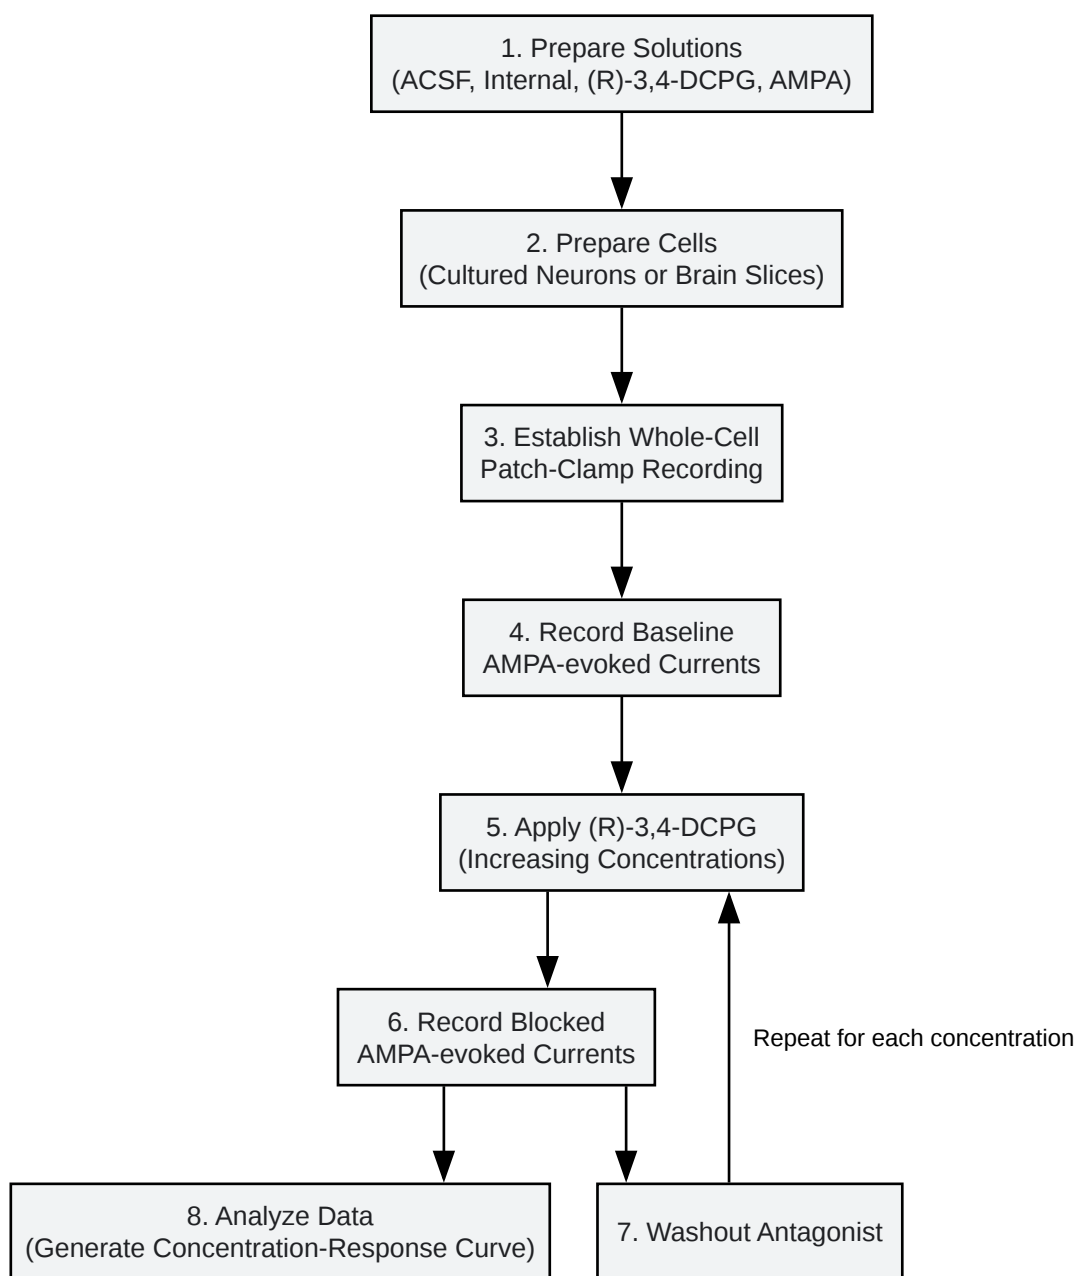 1. Prepare Solutions
(ACSF, Internal, (R)-3,4-DCPG, AMPA)
2. Prepare Cells
(Cultured Neurons or Brain Slices)
3. Establish Whole-Cell
Patch-Clamp Recording
4. Record Baseline
AMPA-evoked Currents
5. Apply (R)-3,4-DCPG
(Increasing Concentrations)
6. Record Blocked
AMPA-evoked Currents
Repeat for each concentration
8. Analyze Data
(Generate Concentration-Response Curve)
7. Washout Antagonist